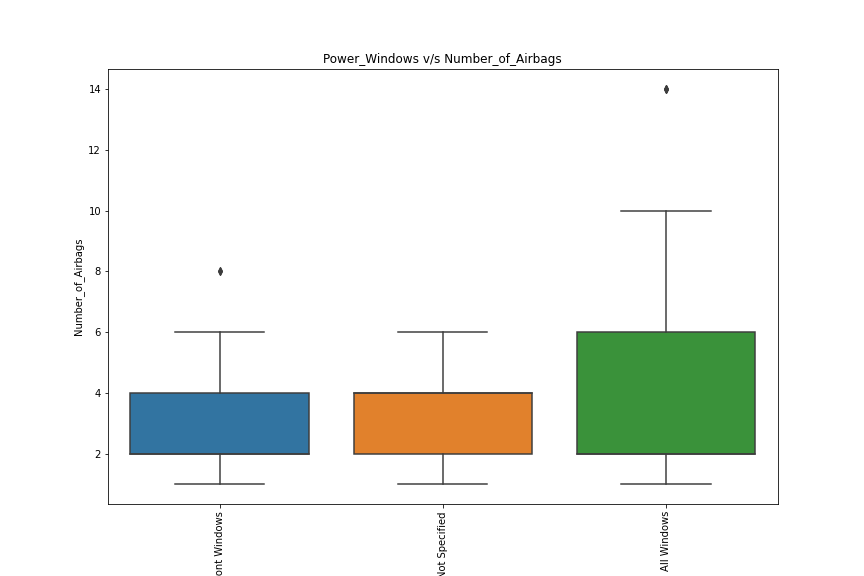 Power_Windows v/s Number_of_Airbags
14
12
10
8
6
4
2
Number_of_Airbags
ont Windows
Not Specified
All Windows